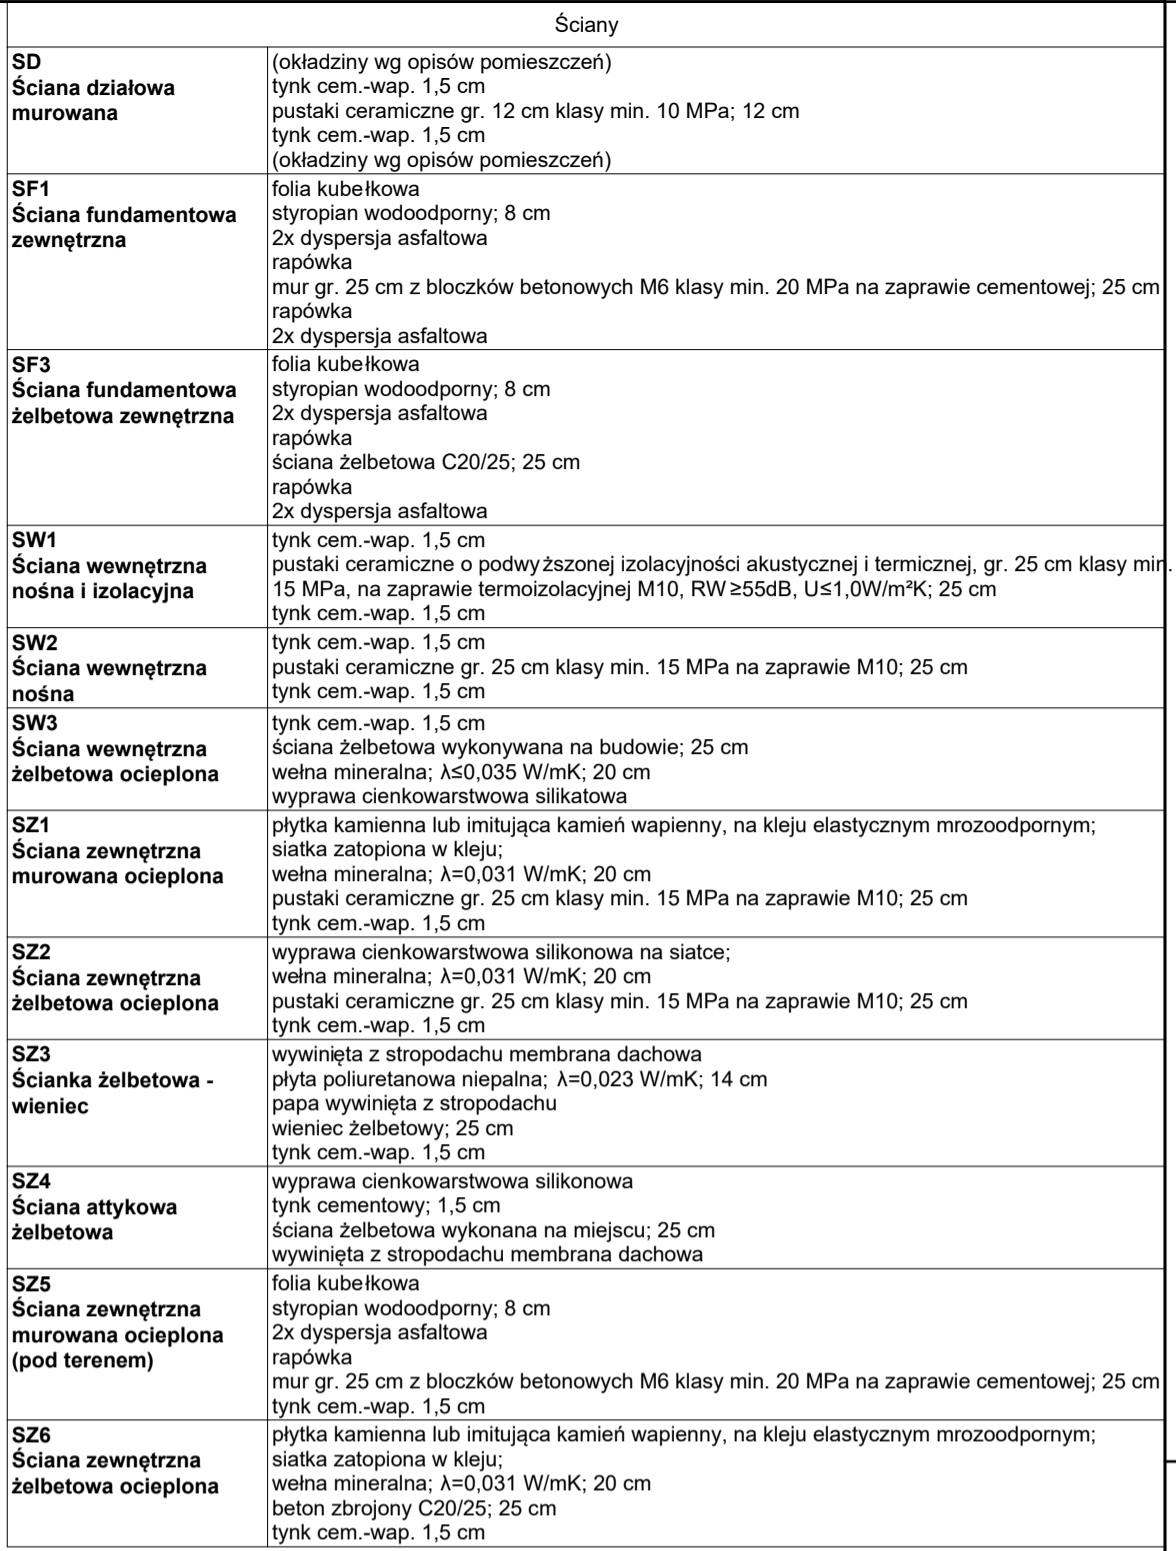 Ściany
SD
Ściana działowa
murowana
(okładziny wg opisów pomieszczeń)
tynk cem.-wap. 1,5 cm
pustaki ceramiczne gr. 12 cm klasy min. 10 MPa; 12 cm
tynk cem.-wap. 1,5 cm
(okładziny wg opisów pomieszczeń)
SF1
Ściana fundamentowa
zewnętrzna
folia kubełkowa
styropian wodoodporny; 8 cm
2x dyspersja asfaltowa
rapówka
mur gr. 25 cm z bloczków betonowych M6 klasy min. 20 MPa na zaprawie cementowej; 25 cm
rapówka
2x dyspersja asfaltowa
SF3
Ściana fundamentowa
żelbetowa zewnętrzna
folia kubełkowa
styropian wodoodporny; 8 cm
2x dyspersja asfaltowa
rapówka
ściana żelbetowa C20/25; 25 cm
rapówka
2x dyspersja asfaltowa
SW1
Ściana wewnętrzna
nośna i izolacyjna
tynk cem.-wap. 1,5 cm
pustaki ceramiczne o podwyższonej izolacyjności akustycznej i termicznej, gr. 25 cm klasy min.
15 MPa, na zaprawie termoizolacyjnej M10, RW≥55dB, U≤1,0W/m²K; 25 cm
tynk cem.-wap. 1,5 cm
SW2
Ściana wewnętrzna
nośna
tynk cem.-wap. 1,5 cm
pustaki ceramiczne gr. 25 cm klasy min. 15 MPa na zaprawie M10; 25 cm
tynk cem.-wap. 1,5 cm
SW3
Ściana wewnętrzna
żelbetowa ocieplona
tynk cem.-wap. 1,5 cm
ściana żelbetowa wykonywana na budowie; 25 cm
wełna mineralna; λ≤0,035 W/mK; 20 cm
wyprawa cienkowarstwowa silikatowa
SZ1
Ściana zewnętrzna
murowana ocieplona
płytka kamienna lub imitująca kamień wapienny, na kleju elastycznym mrozoodpornym;
siatka zatopiona w kleju;
wełna mineralna; λ=0,031 W/mK; 20 cm
pustaki ceramiczne gr. 25 cm klasy min. 15 MPa na zaprawie M10; 25 cm
tynk cem.-wap. 1,5 cm
SZ2
Ściana zewnętrzna
żelbetowa ocieplona
wyprawa cienkowarstwowa silikonowa na siatce;
wełna mineralna; λ=0,031 W/mK; 20 cm
pustaki ceramiczne gr. 25 cm klasy min. 15 MPa na zaprawie M10; 25 cm
tynk cem.-wap. 1,5 cm
SZ3
Ścianka żelbetowa -
wieniec
wywinięta z stropodachu membrana dachowa
płyta poliuretanowa niepalna; λ=0,023 W/mK; 14 cm
papa wywinięta z stropodachu
wieniec żelbetowy; 25 cm
tynk cem.-wap. 1,5 cm
SZ4
Ściana attykowa
żelbetowa
wyprawa cienkowarstwowa silikonowa
tynk cementowy; 1,5 cm
ściana żelbetowa wykonana na miejscu; 25 cm
wywinięta z stropodachu membrana dachowa
SZ5
Ściana zewnętrzna
murowana ocieplona
(pod terenem)
folia kubełkowa
styropian wodoodporny; 8 cm
2x dyspersja asfaltowa
rapówka
mur gr. 25 cm z bloczków betonowych M6 klasy min. 20 MPa na zaprawie cementowej; 25 cm
tynk cem.-wap. 1,5 cm
SZ6
Ściana zewnętrzna
żelbetowa ocieplona
płytka kamienna lub imitująca kamień wapienny, na kleju elastycznym mrozoodpornym;
siatka zatopiona w kleju;
wełna mineralna; λ=0,031 W/mK; 20 cm
beton zbrojony C20/25; 25 cm
tynk cem.-wap. 1,5 cm